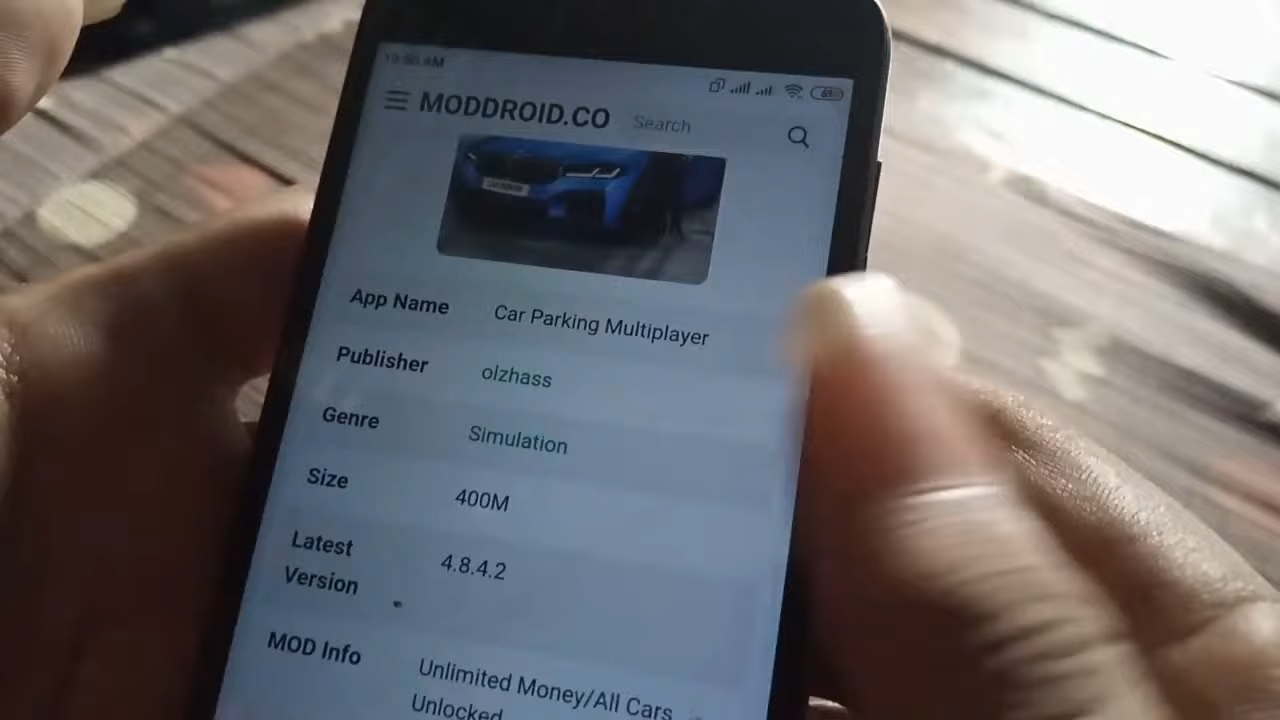 MODDROID.CO Search
App Name Car Parking Multiplayer
Publisher olzhass
Genre Simulation
Size 400M
Latest Version 4.8.4.2
MOD Info Unlimited Money/All Cars
Unlocked